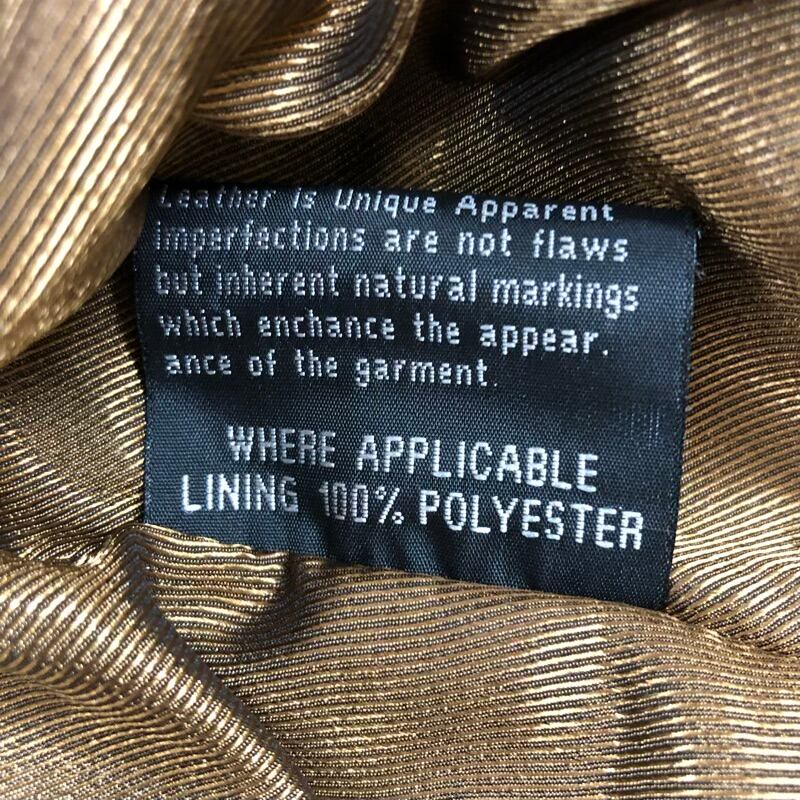 Leather is Unique Apparent
imperfections are not flaws
but inherent natural markings
which enchance the appear.
ance of the garment.
WHERE APPLICABLE
LINING 100% POLYESTER